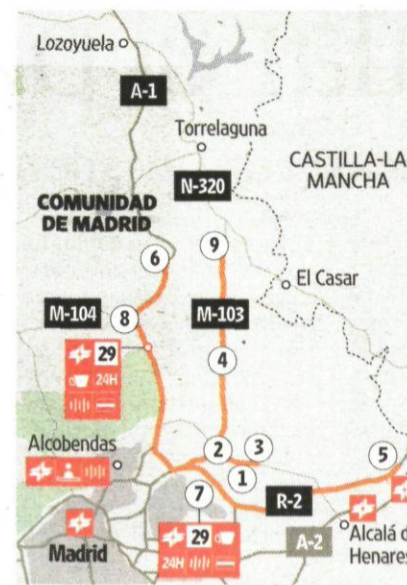 Lozoyuela
A-1
Torrelaguna
CASTILLA-LA
MANCHA
N-320
COMUNIDAD
DE MADRID
6
9
El Casar
M-104
8
M-103
29
24H
4
Alcobendas
2
3
1
5
7
R-2
29
24H
Madrid
A-2
Alcalá d
Henares